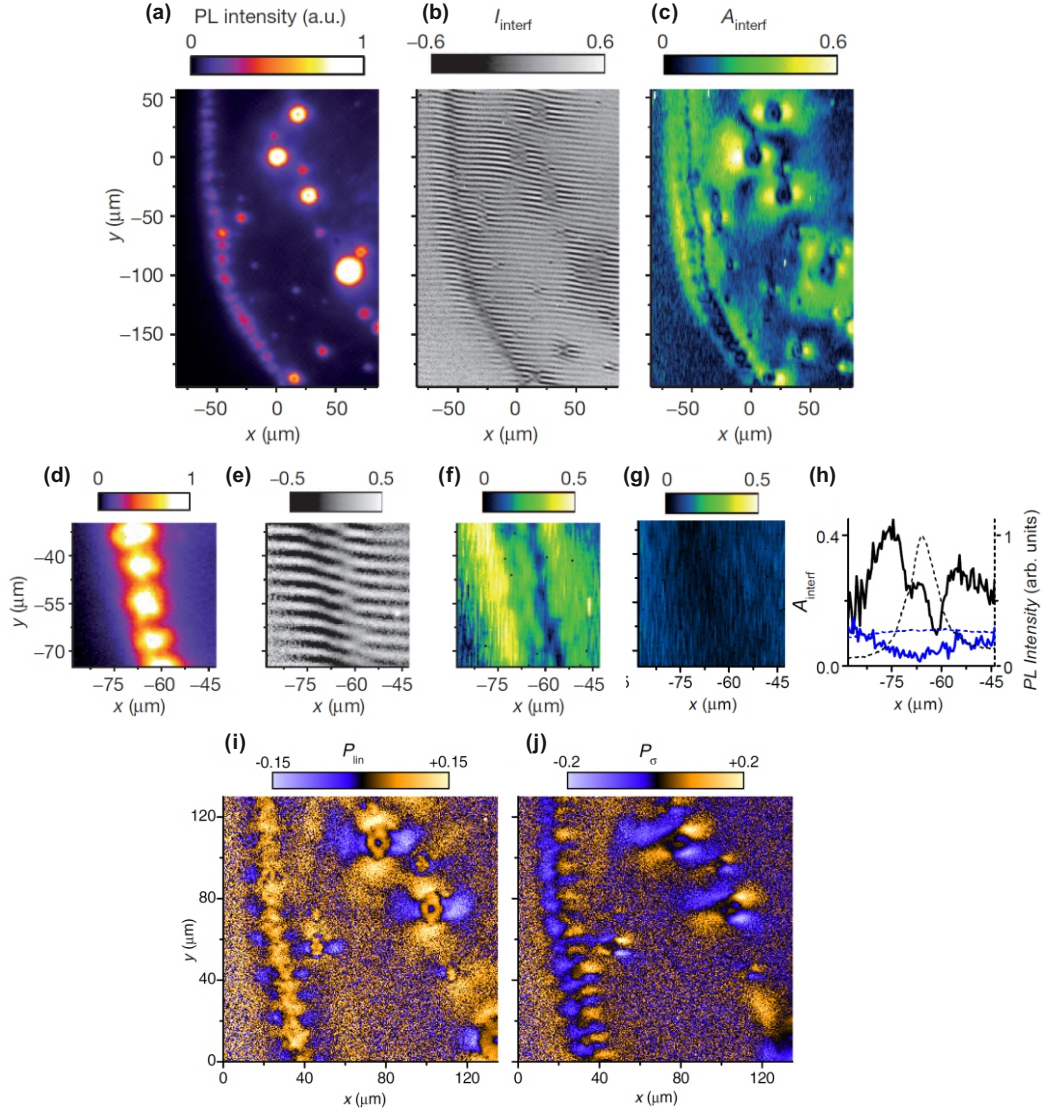 (a) (b) (c)
PL intensity (a.u.) I_interf A_interf
0 1 −0.6 0.6 0 0.6
50
0
−50
−100
−150
y (μm)
−50 0 50 −50 0 50 −50 0 50
x (μm) x (μm) x (μm)
(d) (e) (f) (g) (h)
0 1 −0.5 0.5 0 0.5 0 0.5
−40
−55
−70
y (μm)
−75 −60 −45 −75 −60 −45 −75 −60 −45 -75 -60 -45 -75 -60 -45
x (μm) x (μm) x (μm) x (μm) x (μm)
0.4
0.0
A_interf
1
0
PL Intensity (arb. units)
(i) (j)
P_lin P_σ
-0.15 +0.15 -0.2 +0.2
120
80
40
0
y (μm)
0 40 80 120
x (μm)
120
80
40
0
y (μm)
0 40 80 120
x (μm)